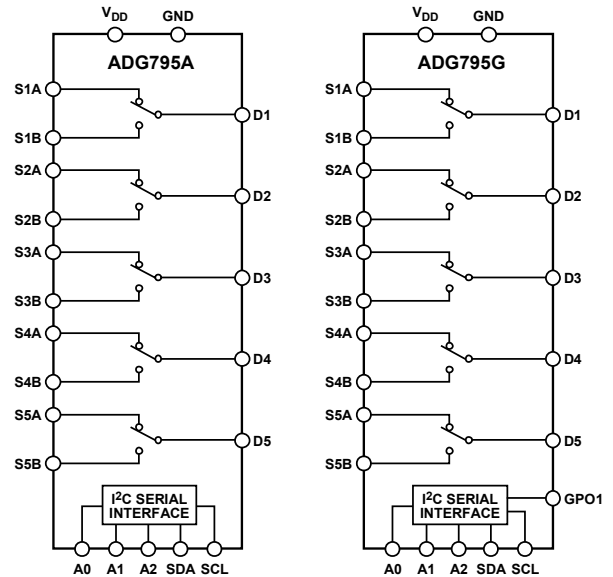 VDD GND
ADG795A
S1A
D1
S1B
S2A
D2
S2B
S3A
D3
S3B
S4A
D4
S4B
S5A
D5
S5B
I2C SERIAL
INTERFACE
A0 A1 A2 SDA SCL
VDD GND
ADG795G
S1A
D1
S1B
S2A
D2
S2B
S3A
D3
S3B
S4A
D4
S4B
S5A
D5
S5B
I2C SERIAL
INTERFACE
GPO1
A0 A1 A2 SDA SCL